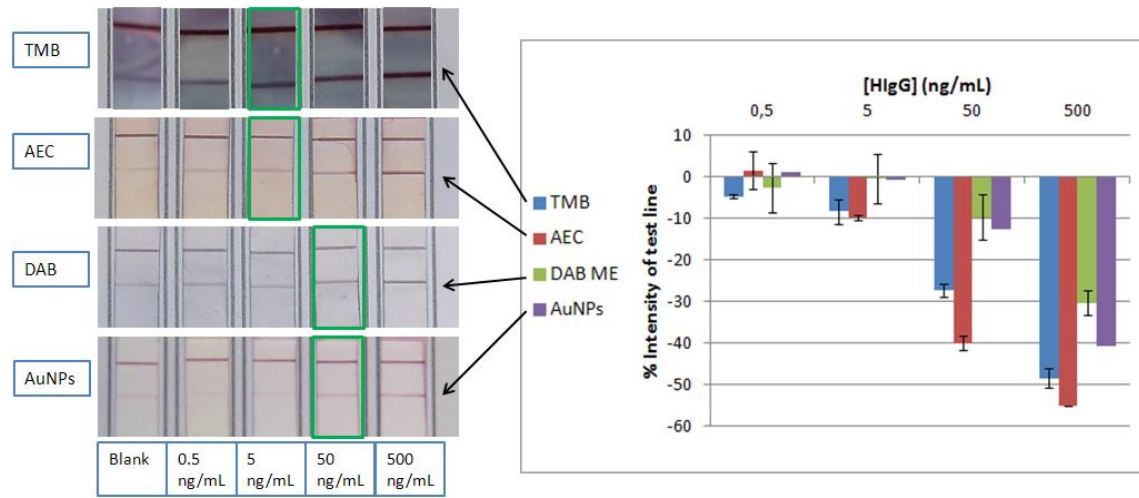 TMB
AEC
DAB
AuNPs
Blank
0.5 ng/mL
5 ng/mL
50 ng/mL
500 ng/mL
[HIgG] (ng/mL)
0,5 5 50 500
% Intensity of test line
10
0
-10
-20
-30
-40
-50
-60
TMB
AEC
DAB ME
AuNPs